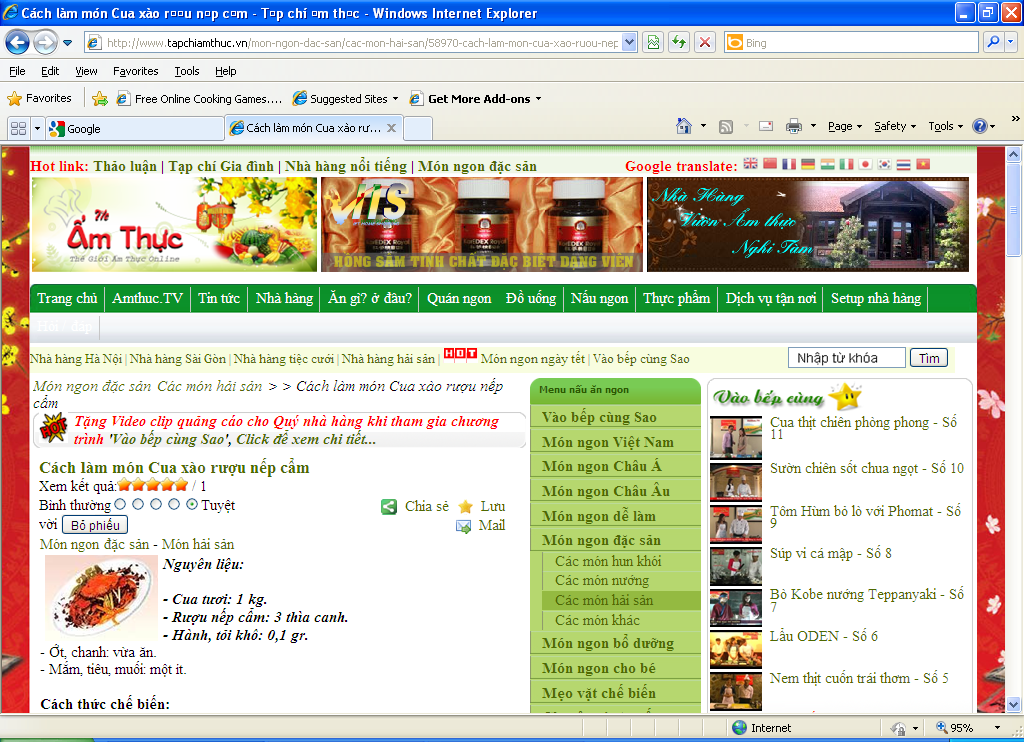 Cách làm món Cua xào r□□u n□p c□m - T□p chí □m th□c - Windows Internet Explorer
http://www.tapchiamthuc.vn/mon-ngon-dac-san/cac-mon-hai-san/58970-cach-lam-mon-cua-xao-ruou-nep
Bing
File Edit View Favorites Tools Help
Favorites
Free Online Cooking Games....
Suggested Sites
Get More Add-ons
Google
Cách làm món Cua xào rư...
Page Safety Tools
Hot link: Thảo luận | Tạp chí Gia đình | Nhà hàng nổi tiếng | Món ngon đặc sản
Google translate:
Ẩm Thực
Thế Giới Ẩm Thực Online
VITS
KorEDEX Royal KorEDEX Royal KorEDEX Royal
HỒNG SÂM TINH CHẤT ĐẶC BIỆT DẠNG VIÊN
Nhà Hàng
Vườn Ẩm thực
Nghi Tàm
Trang chủ Amthuc.TV Tin tức Nhà hàng Ăn gì? ở đâu? Quán ngon Đồ uống Nấu ngon Thực phẩm Dịch vụ tận nơi Setup nhà hàng
Hỏi / đáp
Nhà hàng Hà Nội | Nhà hàng Sài Gòn | Nhà hàng tiệc cưới | Nhà hàng hải sản | HOT Món ngon ngày tết | Vào bếp cùng Sao
Nhập từ khóa
Tìm
Món ngon đặc sản Các món hải sản > > Cách làm món Cua xào rượu nếp
cẩm
HOT
Tặng Video clip quảng cáo cho Quý nhà hàng khi tham gia chương
trình 'Vào bếp cùng Sao', Click để xem chi tiết...
Cách làm món Cua xào rượu nếp cẩm
Xem kết quả: / 1
Bình thường Tuyệt
vời Bỏ phiếu
Chia sẻ Lưu
Mail
Món ngon đặc sản - Món hải sản
Nguyên liệu:
- Cua tươi: 1 kg.
- Rượu nếp cẩm: 3 thìa canh.
- Hành, tỏi khô: 0,1 gr.
- Ớt, chanh: vừa ăn.
- Mắm, tiêu, muối: một ít.
Cách thức chế biến:
Menu nấu ăn ngon
Vào bếp cùng Sao
Món ngon Việt Nam
Món ngon Châu Á
Món ngon Châu Âu
Món ngon dễ làm
Món ngon đặc sản
Các món hun khói
Các món nướng
Các món hải sản
Các món khác
Món ngon bổ dưỡng
Món ngon cho bé
Mẹo vặt chế biến
Vào bếp cùng
Cua thịt chiên phòng phong - Số
11
Sườn chiên sốt chua ngọt - Số 10
Tôm Hùm bỏ lò với Phomat - Số
9
Súp vi cá mập - Số 8
Bò Kobe nướng Teppanyaki - Số
7
Lẩu ODEN - Số 6
Nem thịt cuốn trái thơm - Số 5
Internet
95%